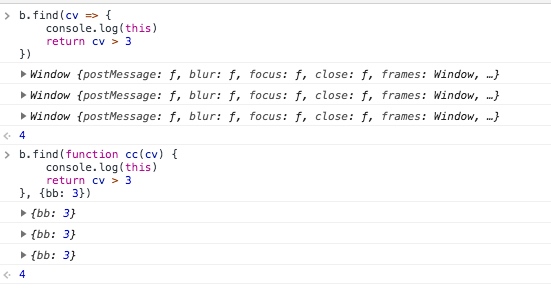 > b.find(cv => {
console.log(this)
return cv > 3
})
▶Window {postMessage: ƒ, blur: ƒ, focus: ƒ, close: ƒ, frames: Window, …}
▶Window {postMessage: ƒ, blur: ƒ, focus: ƒ, close: ƒ, frames: Window, …}
▶Window {postMessage: ƒ, blur: ƒ, focus: ƒ, close: ƒ, frames: Window, …}
4
> b.find(function cc(cv) {
console.log(this)
return cv > 3
}, {bb: 3})
▶{bb: 3}
▶{bb: 3}
▶{bb: 3}
4